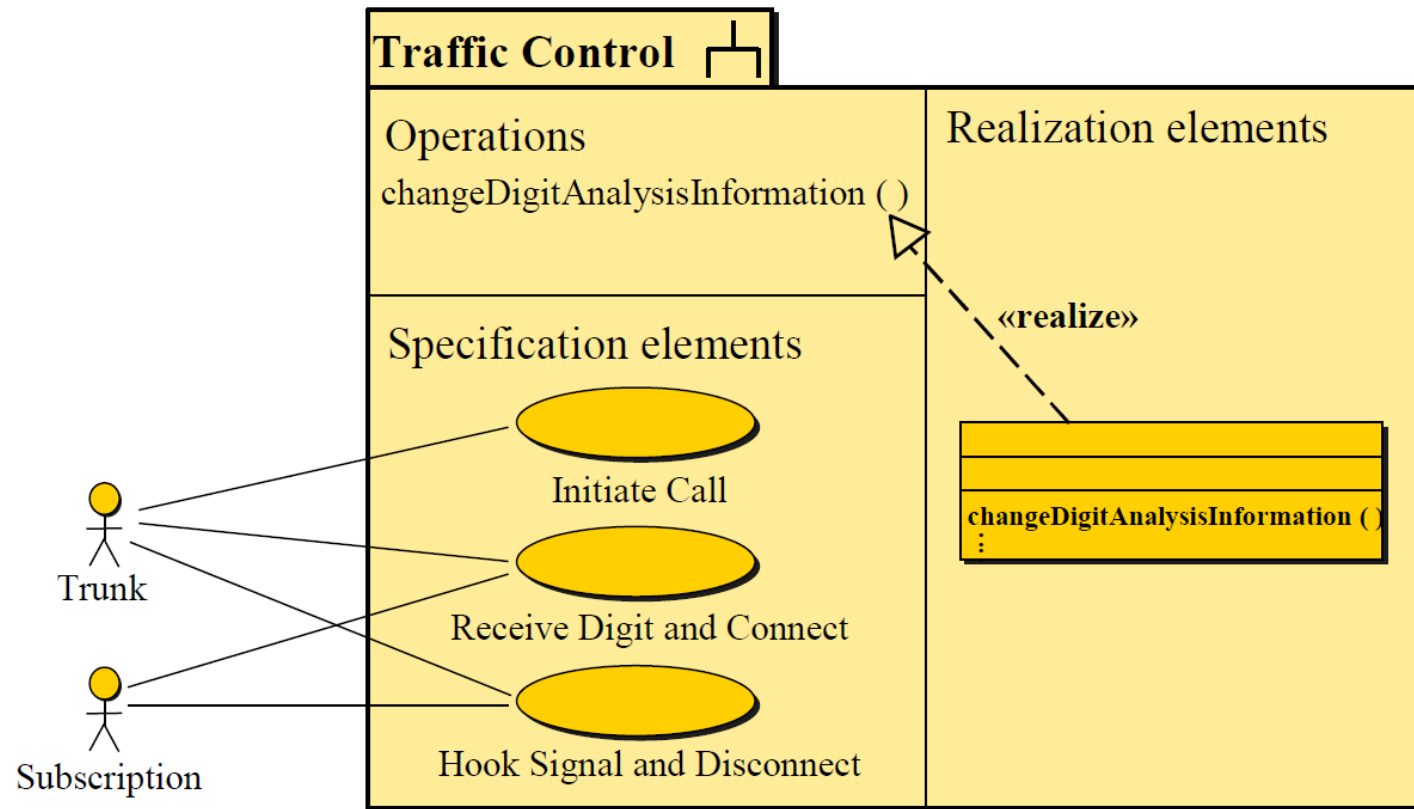 Traffic Control
Operations
changeDigitAnalysisInformation ( )
Realization elements
«realize»
Specification elements
Initiate Call
changeDigitAnalysisInformation ( )
⋮
Trunk
Receive Digit and Connect
Subscription
Hook Signal and Disconnect